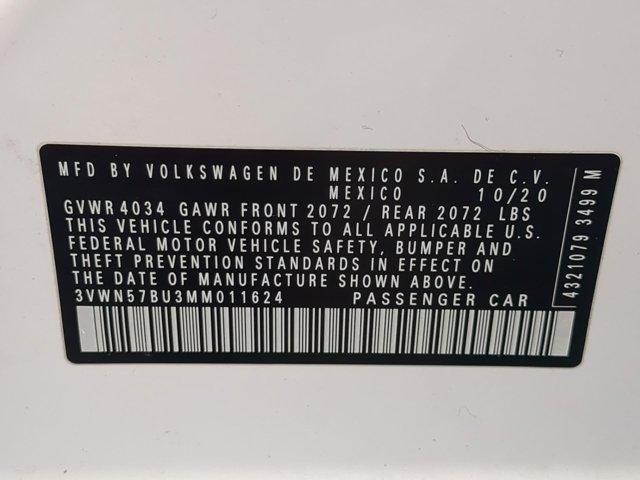 MFD BY VOLKSWAGEN DE MEXICO S.A. DE C.V.
MEXICO 10/20
GVWR 4034 GAWR FRONT 2072 / REAR 2072 LBS
THIS VEHICLE CONFORMS TO ALL APPLICABLE U.S.
FEDERAL MOTOR VEHICLE SAFETY, BUMPER AND
THEFT PREVENTION STANDARDS IN EFFECT ON
THE DATE OF MANUFACTURE SHOWN ABOVE.
3VWN57BU3MM011624 PASSENGER CAR
4321079 3499 M